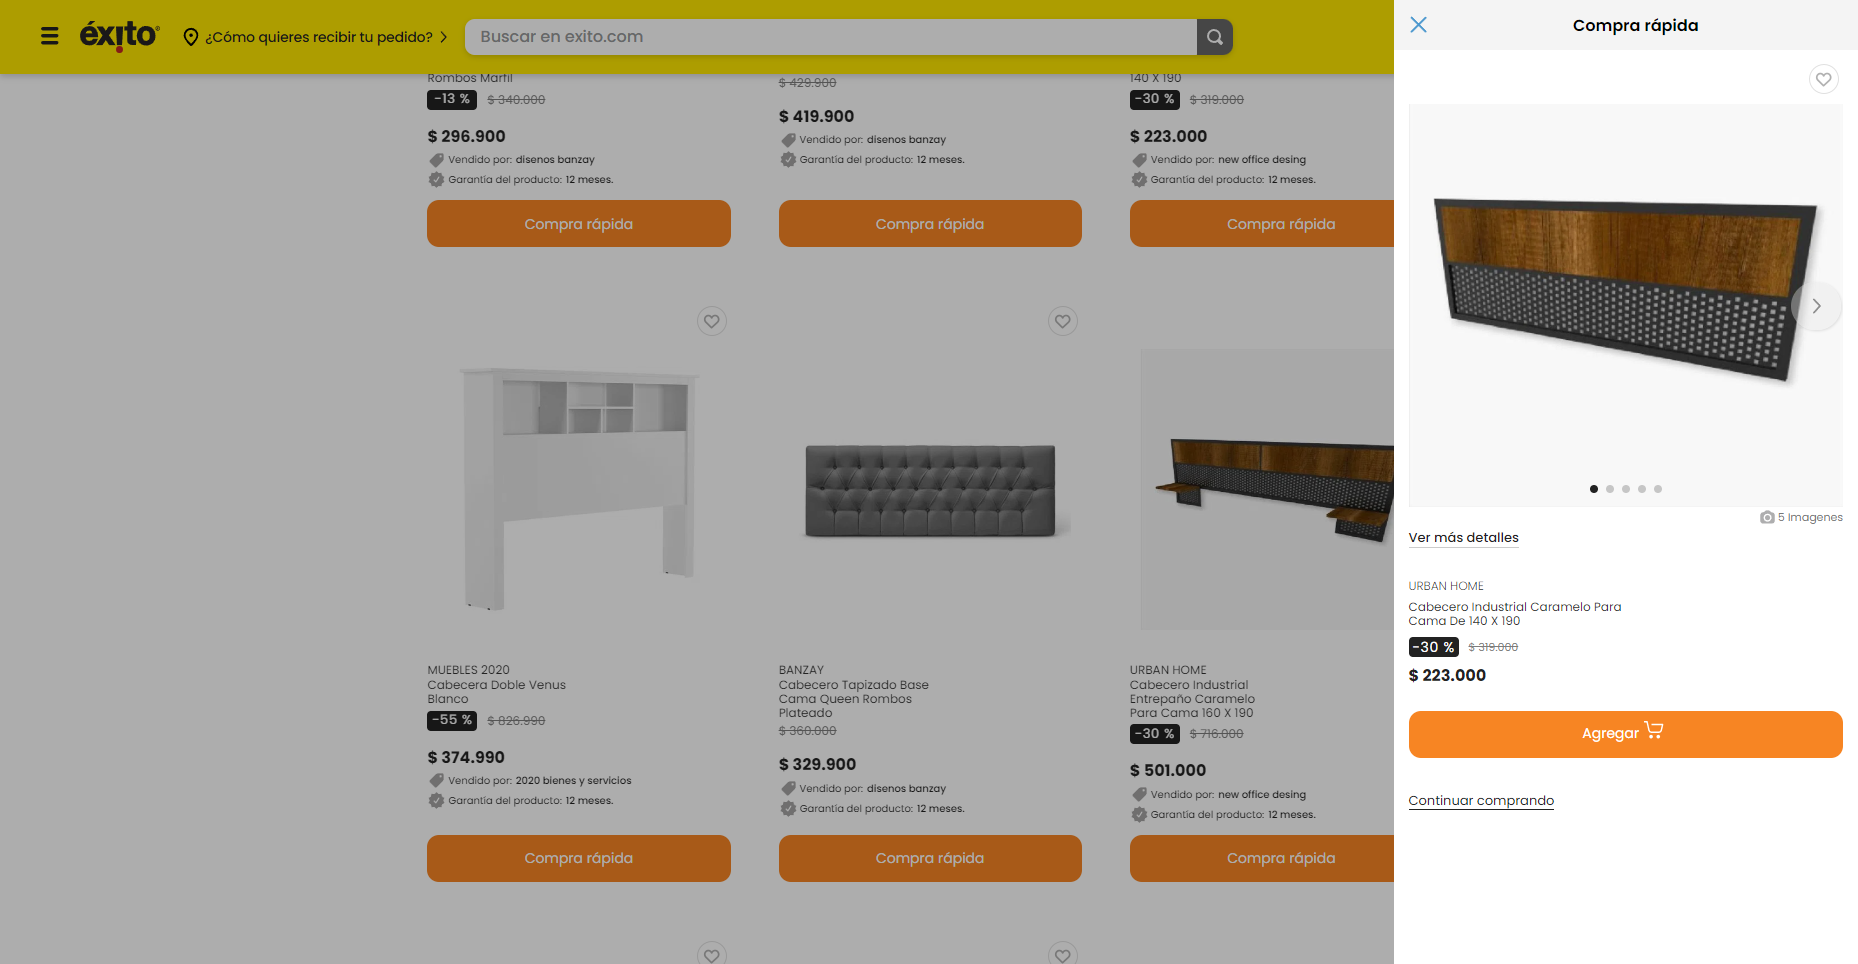 éxito
¿Cómo quieres recibir tu pedido?
Buscar en exito.com
Rombos Marfil
-13 % $ 340.000
$ 296.900
Vendido por: disenos banzay
Garantía del producto: 12 meses.
Compra rápida
$ 429.900
$ 419.900
Vendido por: disenos banzay
Garantía del producto: 12 meses.
Compra rápida
140 X 190
-30 % $ 319.000
$ 223.000
Vendido por: new office desing
Garantía del producto: 12 meses.
Compra rápida
MUEBLES 2020
Cabecera Doble Venus
Blanco
-55 % $ 826.990
$ 374.990
Vendido por: 2020 bienes y servicios
Garantía del producto: 12 meses.
Compra rápida
BANZAY
Cabecero Tapizado Base
Cama Queen Rombos
Plateado
$ 360.000
$ 329.900
Vendido por: disenos banzay
Garantía del producto: 12 meses.
Compra rápida
URBAN HOME
Cabecero Industrial
Entrepaño Caramelo
Para Cama 160 X 190
-30 % $ 716.000
$ 501.000
Vendido por: new office desing
Garantía del producto: 12 meses.
Compra rápida
Compra rápida
5 Imagenes
Ver más detalles
URBAN HOME
Cabecero Industrial Caramelo Para
Cama De 140 X 190
-30 % $ 319.000
$ 223.000
Agregar
Continuar comprando